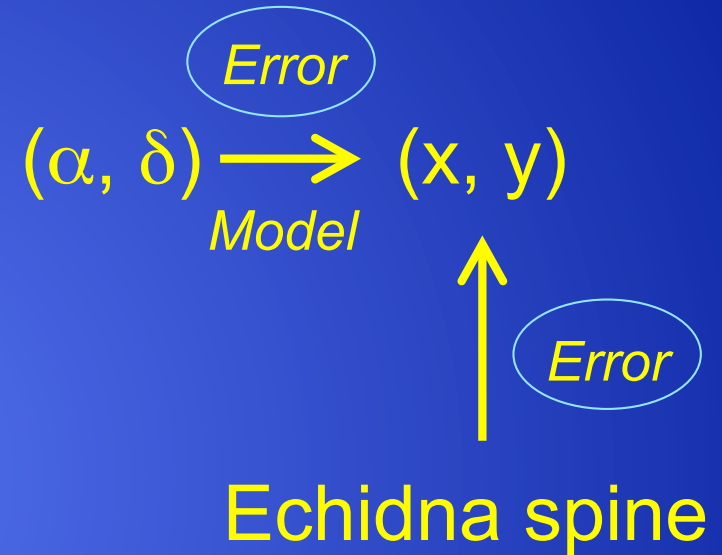 Error
(α, δ) → (x, y)
Model
Error
Echidna spine